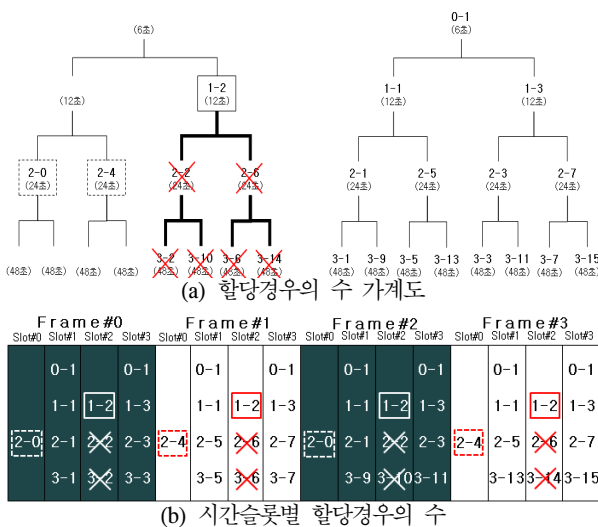 0-1
(6초) (6초)
1-2 1-1 1-3
(12초) (12초) (12초) (12초)
2-0 2-4 2-2 2-6 2-1 2-5 2-3 2-7
(24초) (24초) (24초) (24초) (24초) (24초) (24초) (24초)
3-2 3-10 3-6 3-14 3-1 3-9 3-5 3-13 3-3 3-11 3-7 3-15
(48초) (48초) (48초) (48초) (48초) (48초) (48초) (48초) (48초) (48초) (48초) (48초) (48초) (48초) (48초)
(a) 할당경우의 수 가계도
Frame#0 Frame#1 Frame#2 Frame#3
Slot#0 Slot#1 Slot#2 Slot#3 Slot#0 Slot#1 Slot#2 Slot#3 Slot#0 Slot#1 Slot#2 Slot#3 Slot#0 Slot#1 Slot#2 Slot#3
0-1 0-1 0-1 0-1 0-1 0-1 0-1 0-1
1-1 1-2 1-3 1-1 1-2 1-3 1-1 1-2 1-3 1-1 1-2 1-3
2-0 2-1 2-2 2-3 2-4 2-5 2-6 2-7 2-0 2-1 2-2 2-3 2-4 2-5 2-6 2-7
3-1 3-2 3-3 3-5 3-6 3-7 3-9 3-10 3-11 3-13 3-14 3-15
(b) 시간슬롯별 할당경우의 수